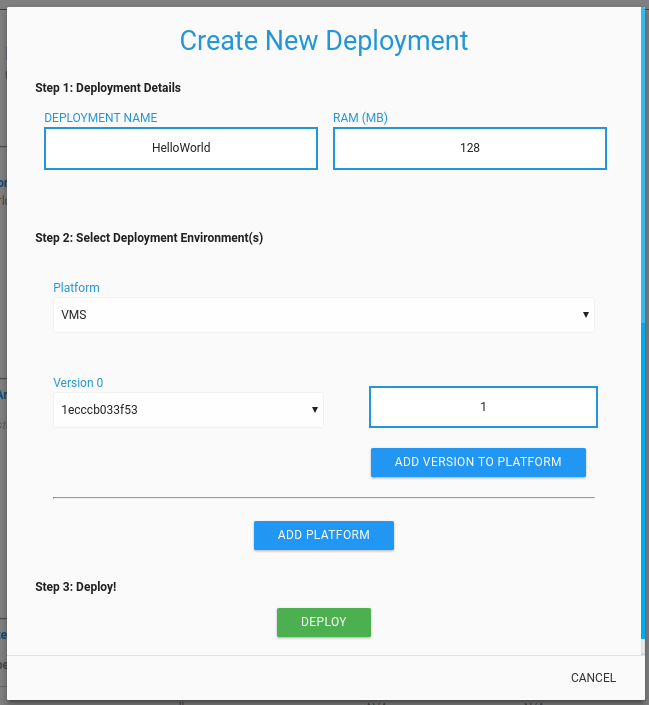 Create New Deployment
Step 1: Deployment Details
DEPLOYMENT NAME
RAM (MB)
HelloWorld
128
Step 2: Select Deployment Environment(s)
Platform
VMS
Version 0
1ecccb033f53
1
ADD VERSION TO PLATFORM
ADD PLATFORM
Step 3: Deploy!
DEPLOY
CANCEL